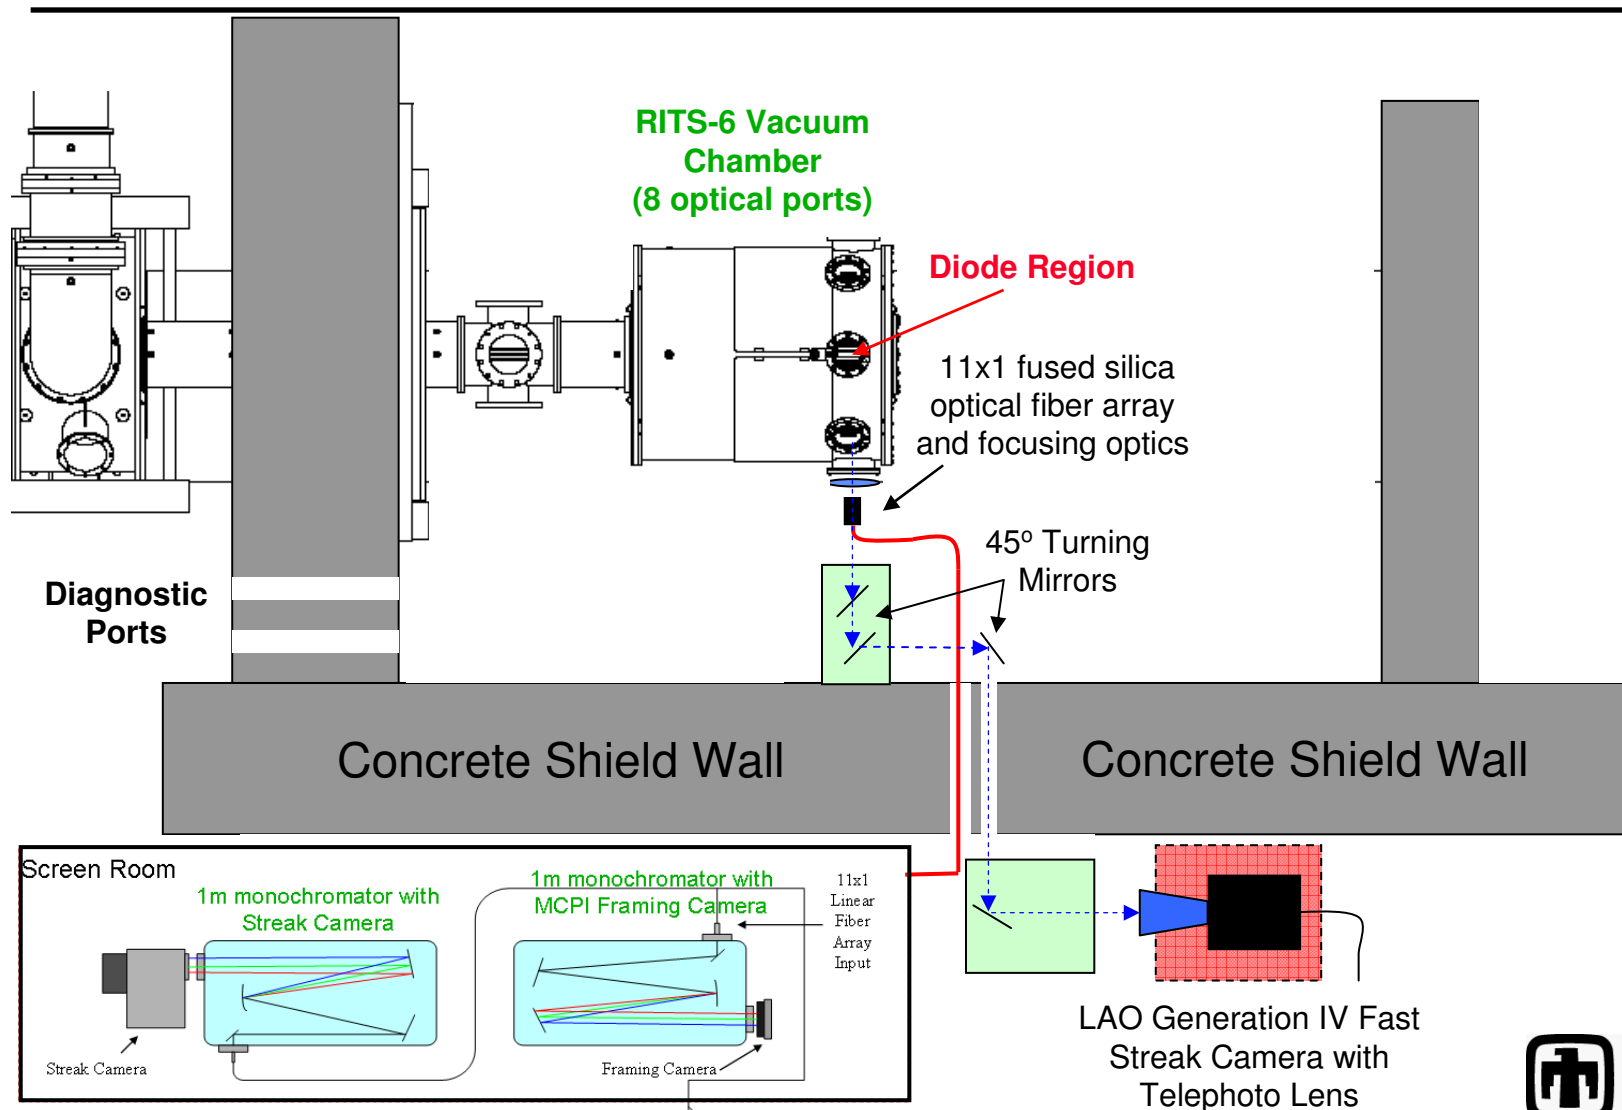 RITS-6 Vacuum
Chamber
(8 optical ports)
Diode Region
11x1 fused silica
optical fiber array
and focusing optics
45º Turning
Mirrors
Diagnostic
Ports
Concrete Shield Wall
Concrete Shield Wall
Screen Room
1m monochromator with
Streak Camera
1m monochromator with
MCPI Framing Camera
11x1
Linear
Fiber
Array
Input
Streak Camera
Framing Camera
LAO Generation IV Fast
Streak Camera with
Telephoto Lens